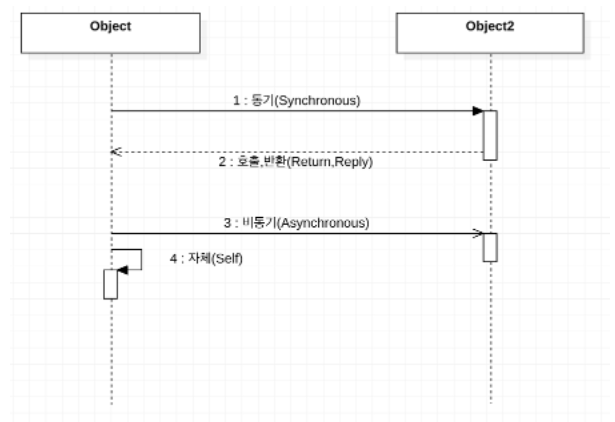 Object
Object2
1 : 동기(Synchronous)
2 : 호출,반환(Return,Reply)
3 : 비동기(Asynchronous)
4 : 자체(Self)